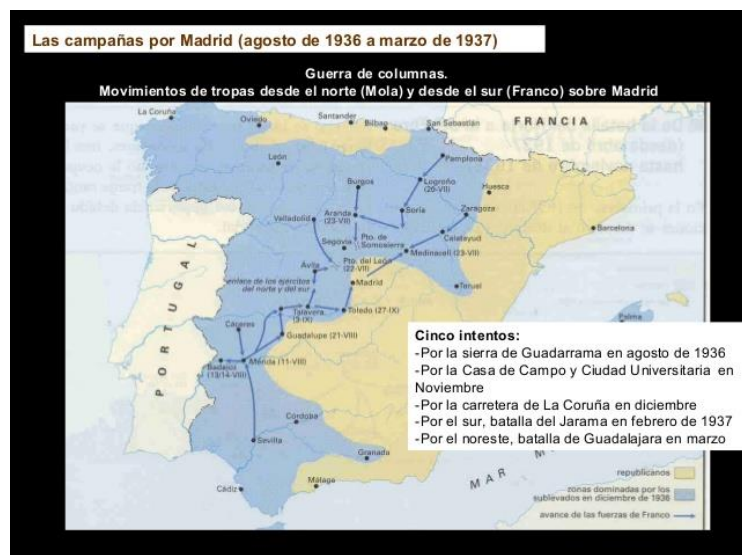 Las campañas por Madrid (agosto de 1936 a marzo de 1937)
Guerra de columnas.
Movimientos de tropas desde el norte (Mola) y desde el sur (Franco) sobre Madrid
La Coruña
Oviedo
Santander
Bilbao
San Sebastián
FRANCIA
León
Pamplona
Burgos
Logroño
(20-VII)
Huesca
Valladolid
Aranda
(23-VII)
Soria
Zaragoza
Barcelona
Segovia
Pto. de
Somosierra
Calatayud
Medinaceli (23-VII)
Ávila
Pto. del León
(22-VII)
enlace de los ejércitos
del norte y del sur
Madrid
Teruel
PORTUGAL
Talavera
(3-IX)
Toledo (27-IX)
Palma
Cáceres
Guadalupe (21-VIII)
Badajoz
(13/14-VIII)
Mérida (11-VIII)
Cinco intentos:
-Por la sierra de Guadarrama en agosto de 1936
-Por la Casa de Campo y Ciudad Universitaria en
Noviembre
-Por la carretera de La Coruña en diciembre
-Por el sur, batalla del Jarama en febrero de 1937
-Por el noreste, batalla de Guadalajara en marzo
Córdoba
Sevilla
Granada
Cádiz
Málaga
MAR
republicanos
zonas dominadas por los
sublevados en diciembre de 1936
avance de las fuerzas de Franco